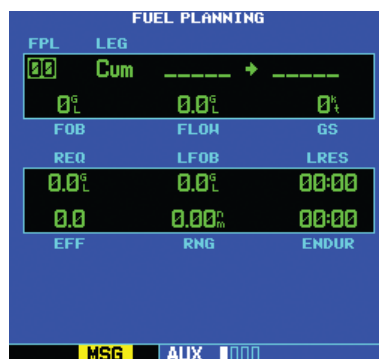 FUEL PLANNING
FPL LEG
00 Cum _____ → _____
0GL 0.0GL 0kt
FOB FLOW GS
REQ LFOB LRES
0.0GL 0.0GL 00:00
0.0 0.00nm 00:00
EFF RNG ENDUR
MSG AUX